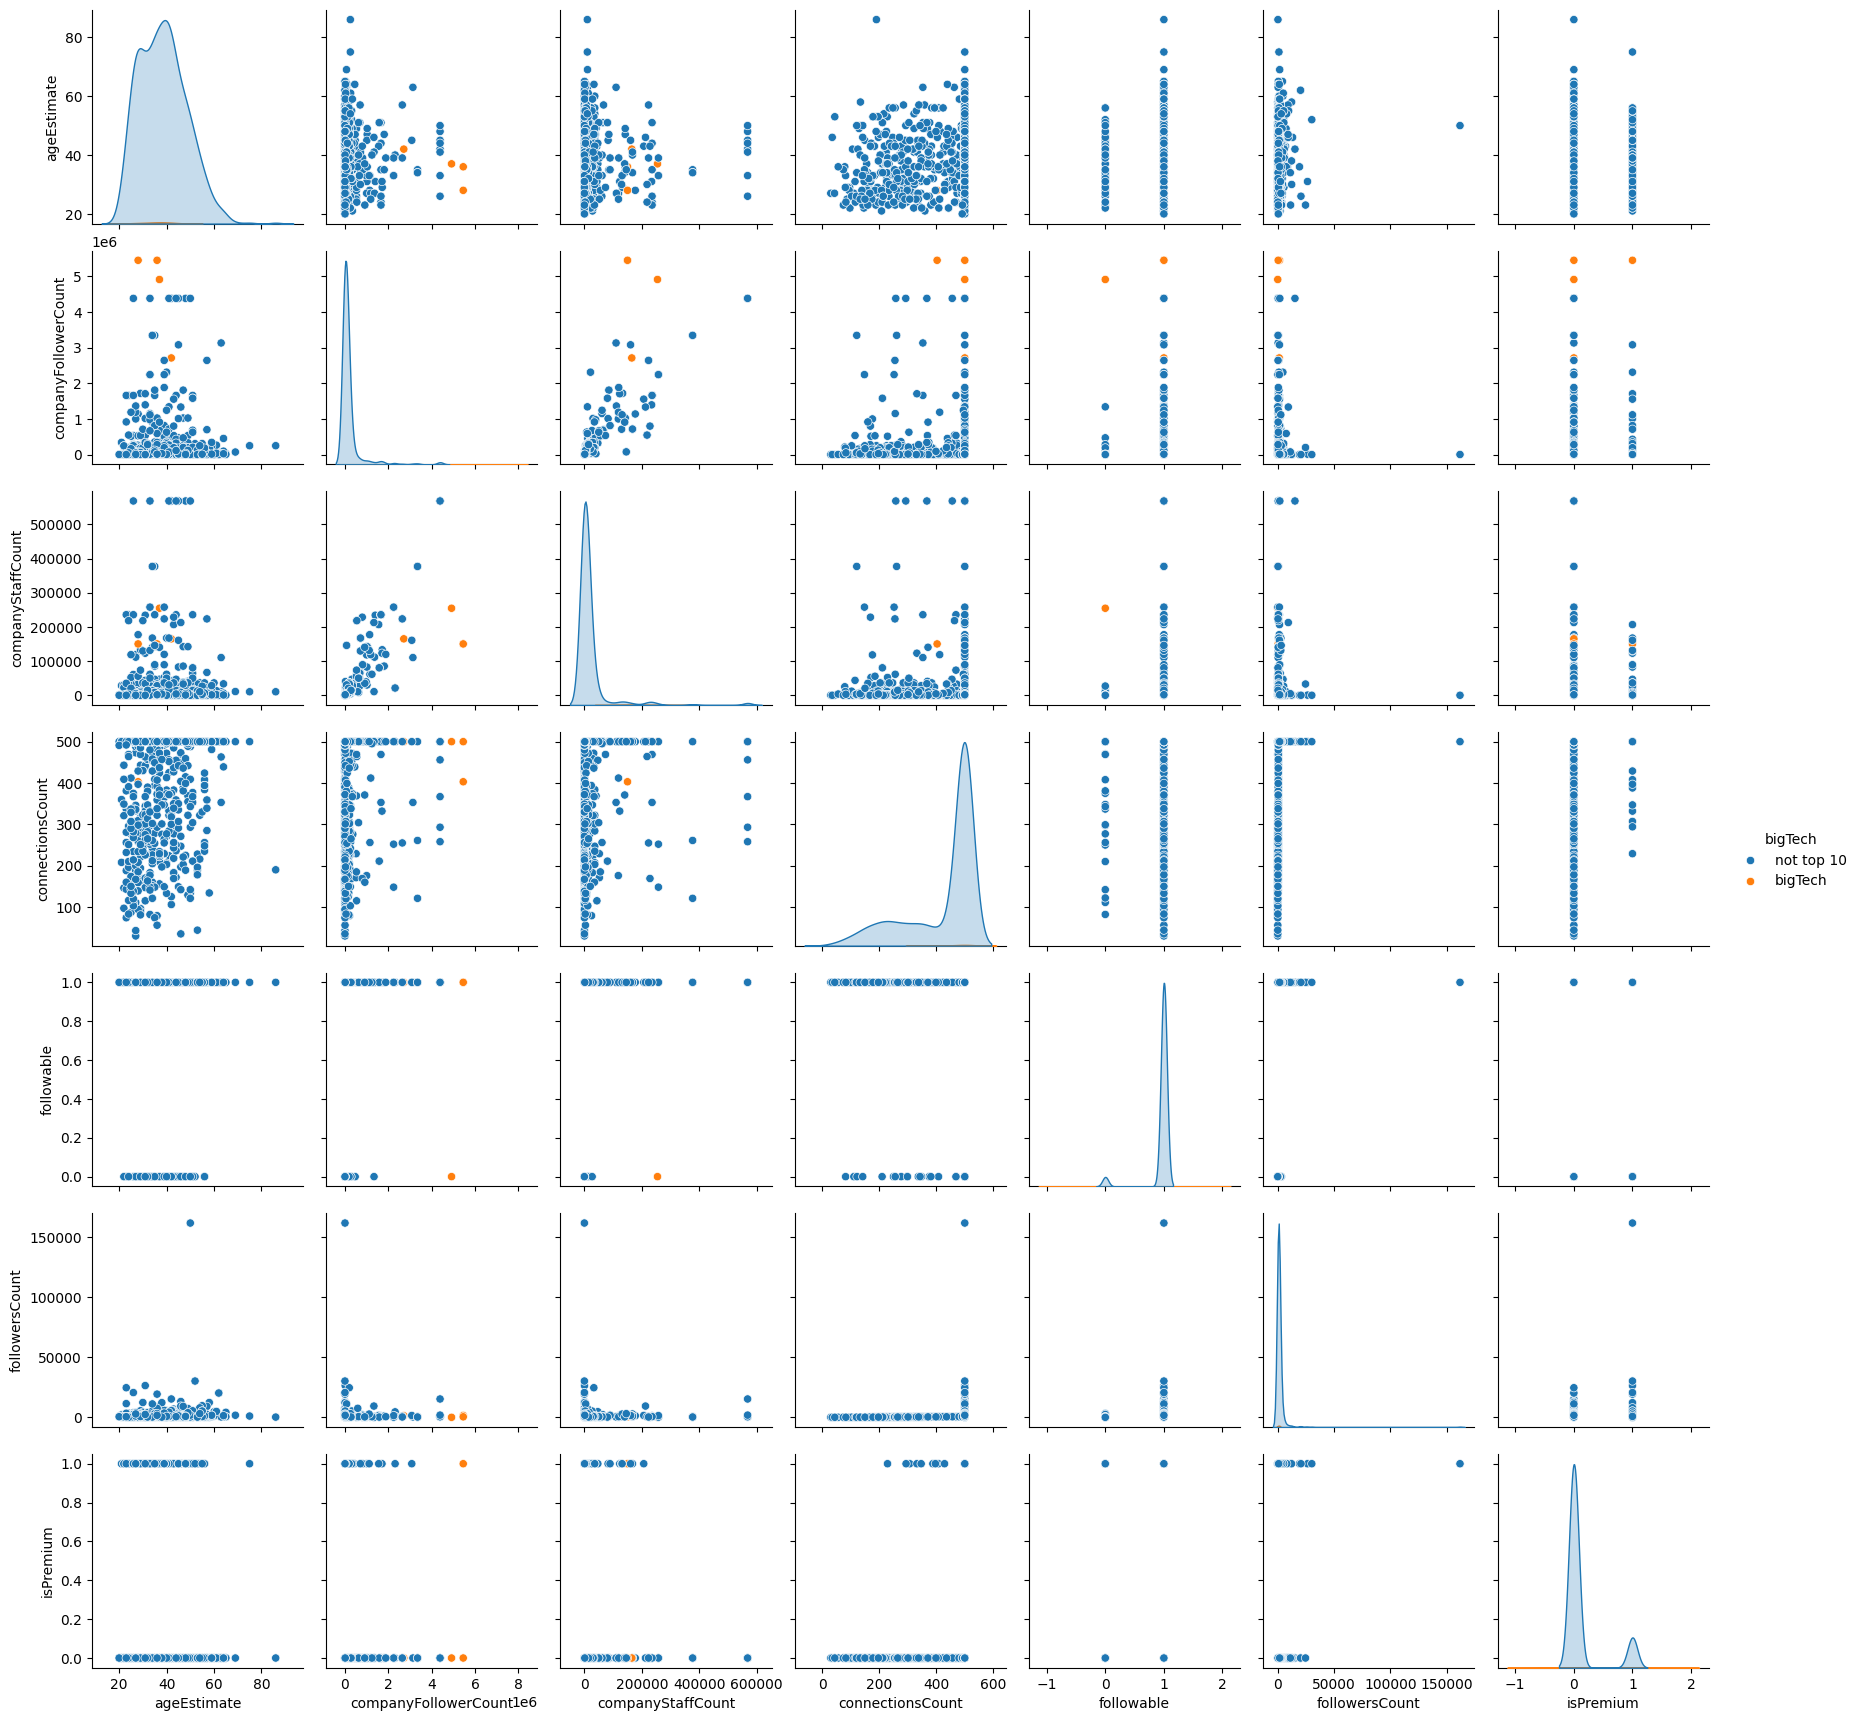 80
60
40
20
ageEstimate
1e6
5
4
3
2
1
0
companyFollowerCount
500000
400000
300000
200000
100000
0
companyStaffCount
500
400
300
200
100
connectionsCount
bigTech
not top 10
bigTech
1.0
0.8
0.6
0.4
0.2
0.0
followable
150000
100000
50000
0
followersCount
1.0
0.8
0.6
0.4
0.2
0.0
isPremium
20 40 60 80
0 2 4 6 8
0 200000 400000 600000
0 200 400 600
−1 0 1 2
0 50000 100000 150000
−1 0 1 2
ageEstimate
companyFollowerCount 1e6
companyStaffCount
connectionsCount
followable
followersCount
isPremium